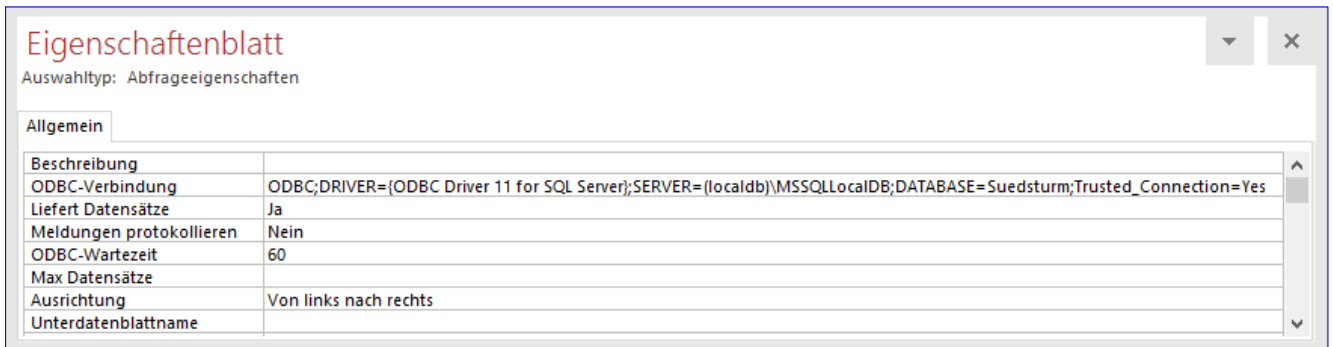 Eigenschaftenblatt
Auswahltyp: Abfrageeigenschaften
Allgemein
Beschreibung
ODBC-Verbindung ODBC;DRIVER={ODBC Driver 11 for SQL Server};SERVER=(localdb)\MSSQLLocalDB;DATABASE=Suedsturm;Trusted_Connection=Yes
Liefert Datensätze Ja
Meldungen protokollieren Nein
ODBC-Wartezeit 60
Max Datensätze
Ausrichtung Von links nach rechts
Unterdatenblattname